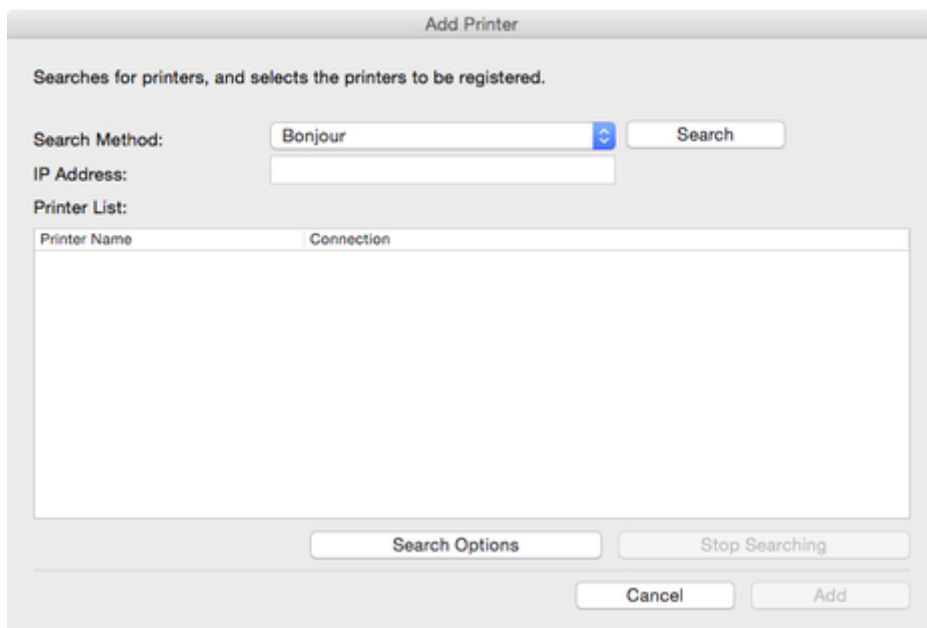 Add Printer
Searches for printers, and selects the printers to be registered.
Search Method: Bonjour Search
IP Address:
Printer List:
Printer Name Connection
Search Options Stop Searching
Cancel Add